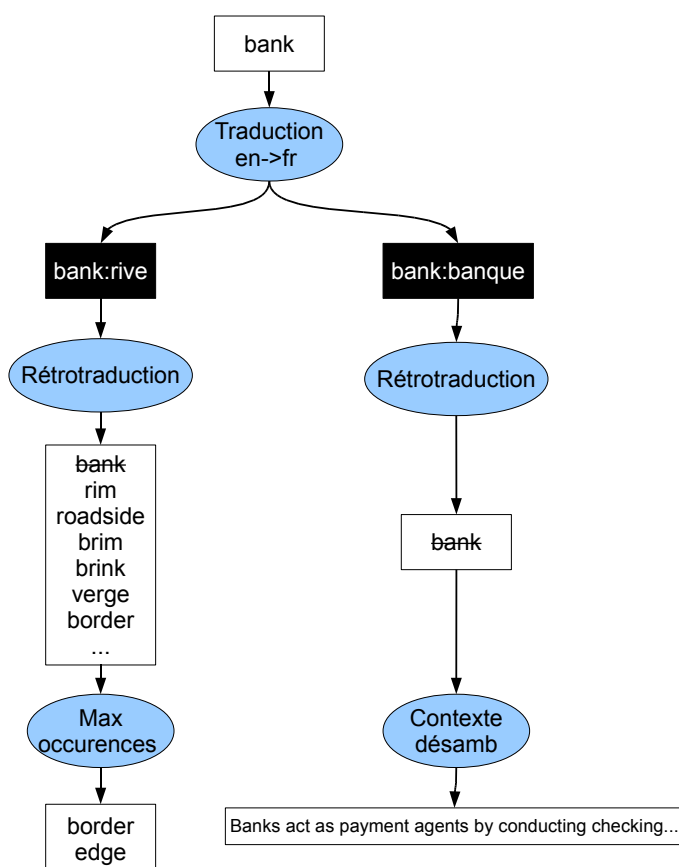 bank
Traduction
en->fr
bank:rive
bank:banque
Rétrotraduction
Rétrotraduction
bank
rim
roadside
brim
brink
verge
border
...
bank
Max
occurences
Contexte
désamb
border
edge
Banks act as payment agents by conducting checking...